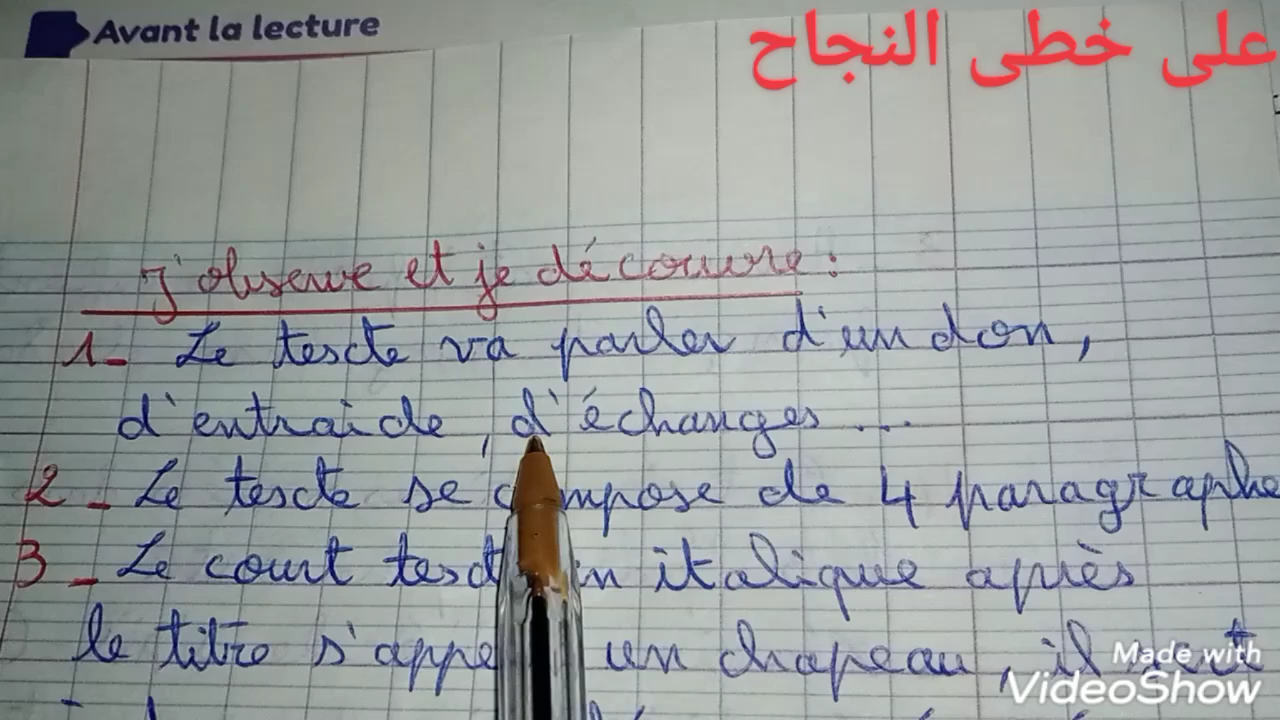 Avant la lecture
على خطى النجاح
J'observe et je découvre :
1- Le texte va parler d'un don,
d'entraide, d'échanges ...
2- Le texte se compose de 4 paragraphe
3- Le court texte en italique après
le titre s'appe un chapeau, il sert
Made with
VideoShow